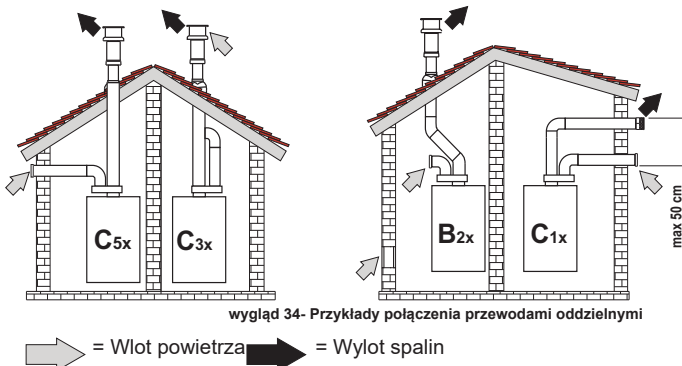 C5x
C3x
B2x
C1x
max 50 cm
wygląd 34- Przykłady połączenia przewodami oddzielnymi
= Wlot powietrza
= Wylot spalin